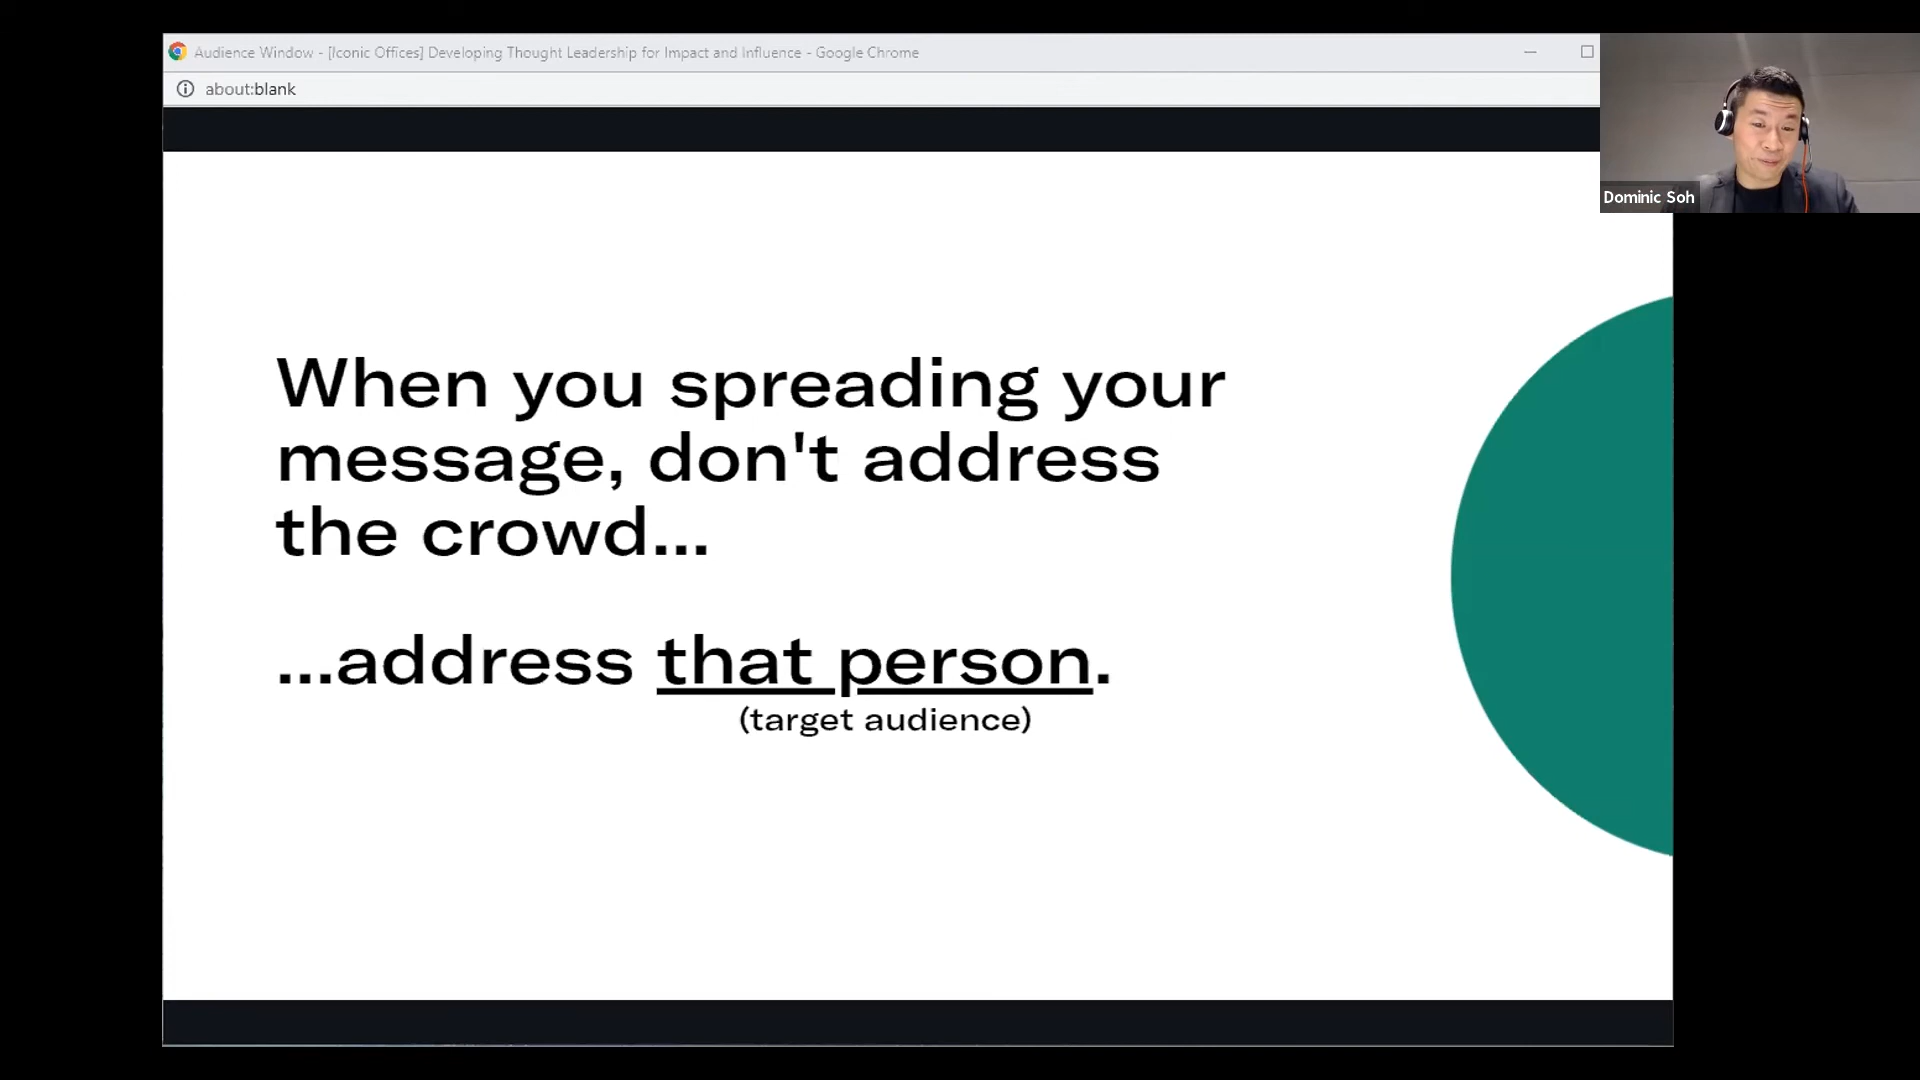 Audience Window - [Iconic Offices] Developing Thought Leadership for Impact and Influence - Google Chrome
about:blank
Dominic Soh
When you spreading your
message, don't address
the crowd...
...address that person.
(target audience)